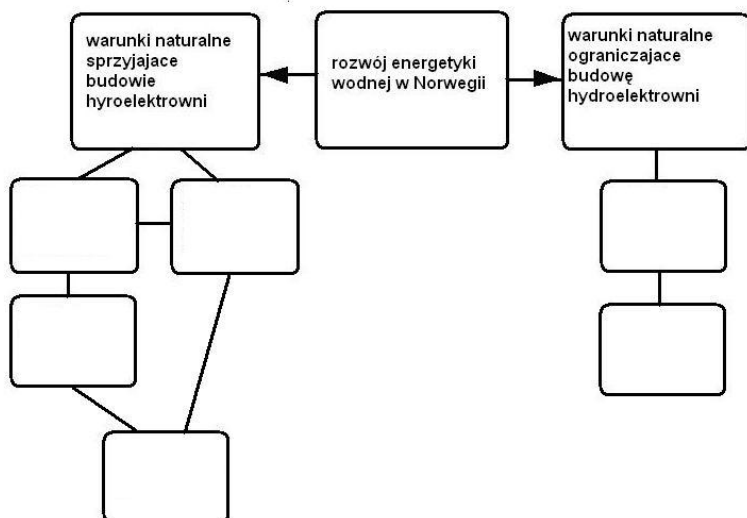 warunki naturalne
sprzyjajace
budowie
hyroelektrowni
rozwój energetyki
wodnej w Norwegii
warunki naturalne
ograniczajace
budowę
hydroelektrowni